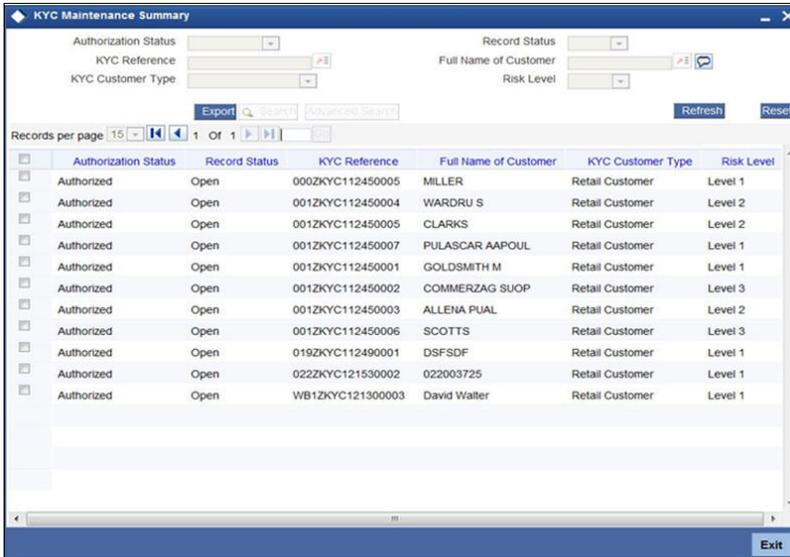 KYC Maintenance Summary
Authorization Status Record Status
KYC Reference Full Name of Customer
KYC Customer Type Risk Level
Export Search Advanced Search Refresh Reset
Records per page 15 1 Of 1 Go
Authorization Status Record Status KYC Reference Full Name of Customer KYC Customer Type Risk Level
Authorized Open 000ZKYC112450005 MILLER Retail Customer Level 1
Authorized Open 001ZKYC112450004 WARDRU S Retail Customer Level 2
Authorized Open 001ZKYC112450005 CLARKS Retail Customer Level 2
Authorized Open 001ZKYC112450007 PULASCAR AAPOUL Retail Customer Level 1
Authorized Open 001ZKYC112450001 GOLDSMITH M Retail Customer Level 1
Authorized Open 001ZKYC112450002 COMMERZAG SUOP Retail Customer Level 3
Authorized Open 001ZKYC112450003 ALLENA PUAL Retail Customer Level 2
Authorized Open 001ZKYC112450006 SCOTTS Retail Customer Level 3
Authorized Open 019ZKYC112490001 DSFSDF Retail Customer Level 1
Authorized Open 022ZKYC121530002 022003725 Retail Customer Level 1
Authorized Open WB1ZKYC121300003 David Walter Retail Customer Level 1
Exit